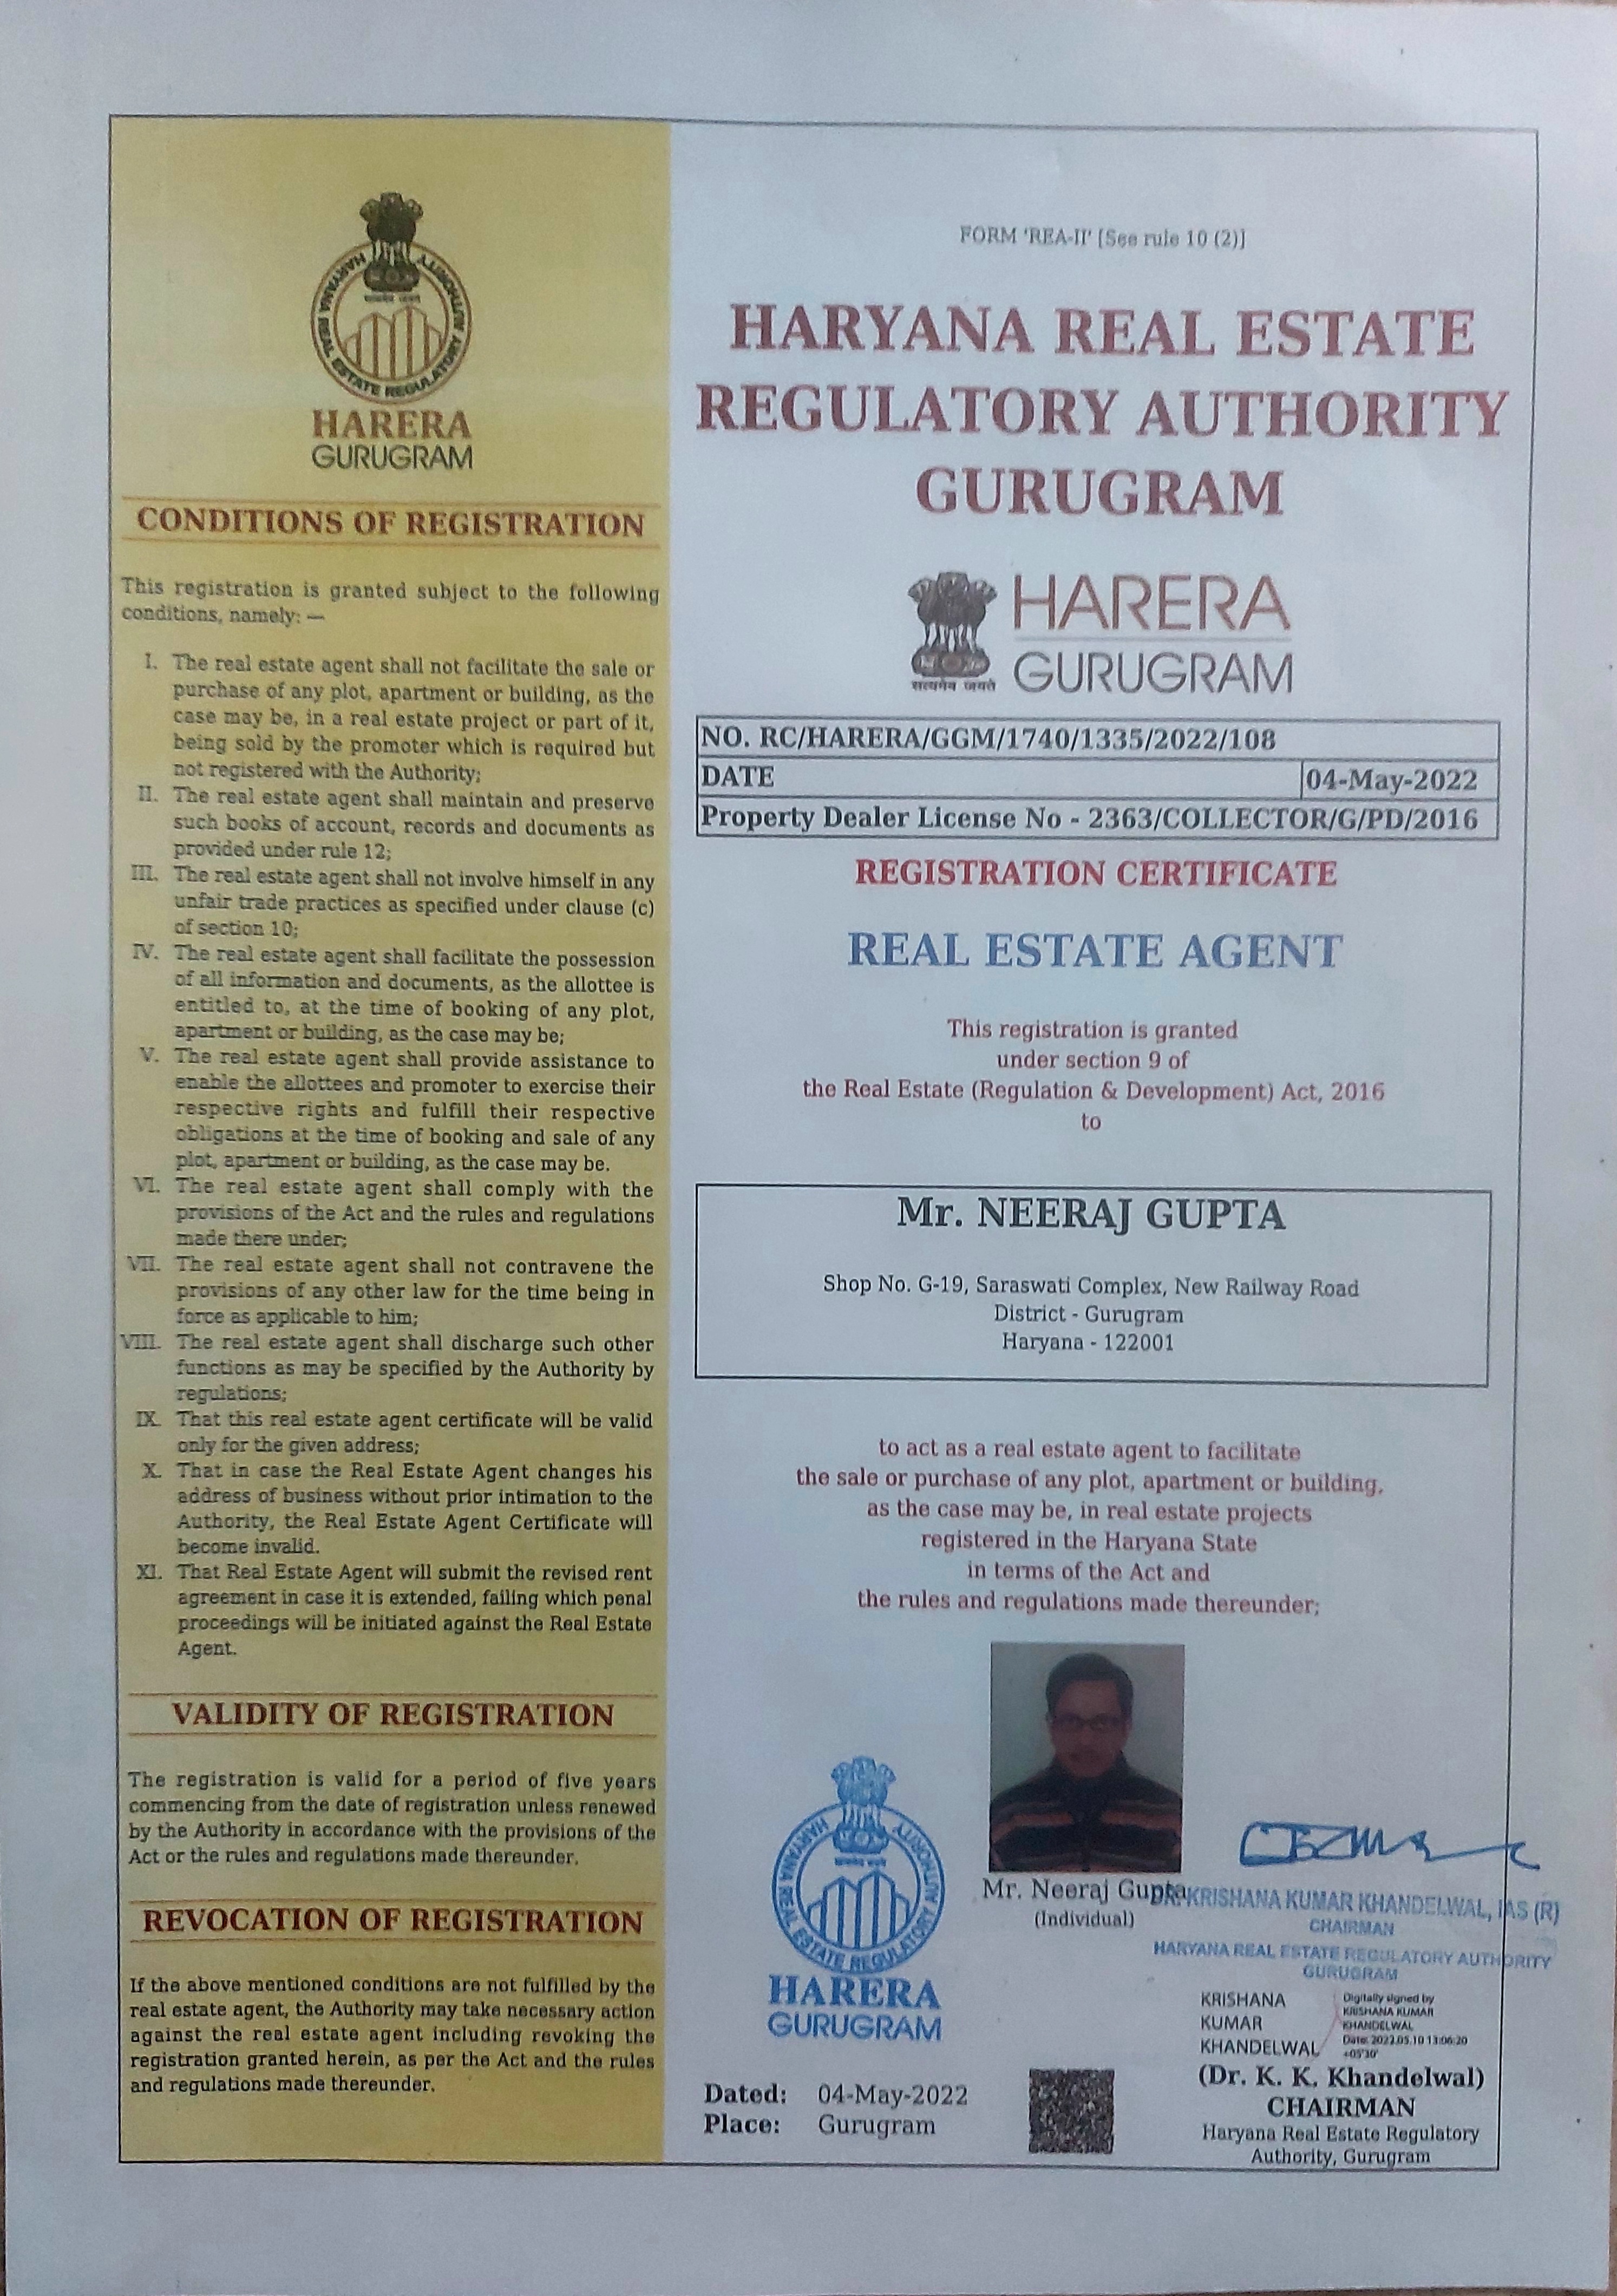 HARYANA REAL ESTATE REGULATORY AUTHORITY
सत्यमेव जयते
HARERA
GURUGRAM
CONDITIONS OF REGISTRATION
This registration is granted subject to the following
conditions, namely: —
I. The real estate agent shall not facilitate the sale or
purchase of any plot, apartment or building, as the
case may be, in a real estate project or part of it,
being sold by the promoter which is required but
not registered with the Authority;
II. The real estate agent shall maintain and preserve
such books of account, records and documents as
provided under rule 12;
III. The real estate agent shall not involve himself in any
unfair trade practices as specified under clause (c)
of section 10;
IV. The real estate agent shall facilitate the possession
of all information and documents, as the allottee is
entitled to, at the time of booking of any plot,
apartment or building, as the case may be;
V. The real estate agent shall provide assistance to
enable the allottees and promoter to exercise their
respective rights and fulfill their respective
obligations at the time of booking and sale of any
plot, apartment or building, as the case may be.
VI. The real estate agent shall comply with the
provisions of the Act and the rules and regulations
made there under;
VII. The real estate agent shall not contravene the
provisions of any other law for the time being in
force as applicable to him;
VIII. The real estate agent shall discharge such other
functions as may be specified by the Authority by
regulations;
IX. That this real estate agent certificate will be valid
only for the given address;
X. That in case the Real Estate Agent changes his
address of business without prior intimation to the
Authority, the Real Estate Agent Certificate will
become invalid.
XI. That Real Estate Agent will submit the revised rent
agreement in case it is extended, failing which penal
proceedings will be initiated against the Real Estate
Agent.
VALIDITY OF REGISTRATION
The registration is valid for a period of five years
commencing from the date of registration unless renewed
by the Authority in accordance with the provisions of the
Act or the rules and regulations made thereunder.
REVOCATION OF REGISTRATION
If the above mentioned conditions are not fulfilled by the
real estate agent, the Authority may take necessary action
against the real estate agent including revoking the
registration granted herein, as per the Act and the rules
and regulations made thereunder.
FORM 'REA-II' [See rule 10 (2)]
HARYANA REAL ESTATE
REGULATORY AUTHORITY
GURUGRAM
HARERA
सत्यमेव जयते GURUGRAM
NO. RC/HARERA/GGM/1740/1335/2022/108
DATE 04-May-2022
Property Dealer License No - 2363/COLLECTOR/G/PD/2016
REGISTRATION CERTIFICATE
REAL ESTATE AGENT
This registration is granted
under section 9 of
the Real Estate (Regulation & Development) Act, 2016
to
Mr. NEERAJ GUPTA
Shop No. G-19, Saraswati Complex, New Railway Road
District - Gurugram
Haryana - 122001
to act as a real estate agent to facilitate
the sale or purchase of any plot, apartment or building,
as the case may be, in real estate projects
registered in the Haryana State
in terms of the Act and
the rules and regulations made thereunder;
Mr. Neeraj Gupta
(Individual)
HARYANA REAL ESTATE REGULATORY AUTHORITY
HARERA
GURUGRAM
DR. KRISHANA KUMAR KHANDELWAL, IAS (R)
CHAIRMAN
HARYANA REAL ESTATE REGULATORY AUTHORITY
GURUGRAM
KRISHANA
KUMAR
KHANDELWAL
Digitally signed by
KRISHANA KUMAR
KHANDELWAL
Date: 2022.05.10 13:06:20
+05'30'
(Dr. K. K. Khandelwal)
CHAIRMAN
Haryana Real Estate Regulatory
Authority, Gurugram
Dated: 04-May-2022
Place: Gurugram